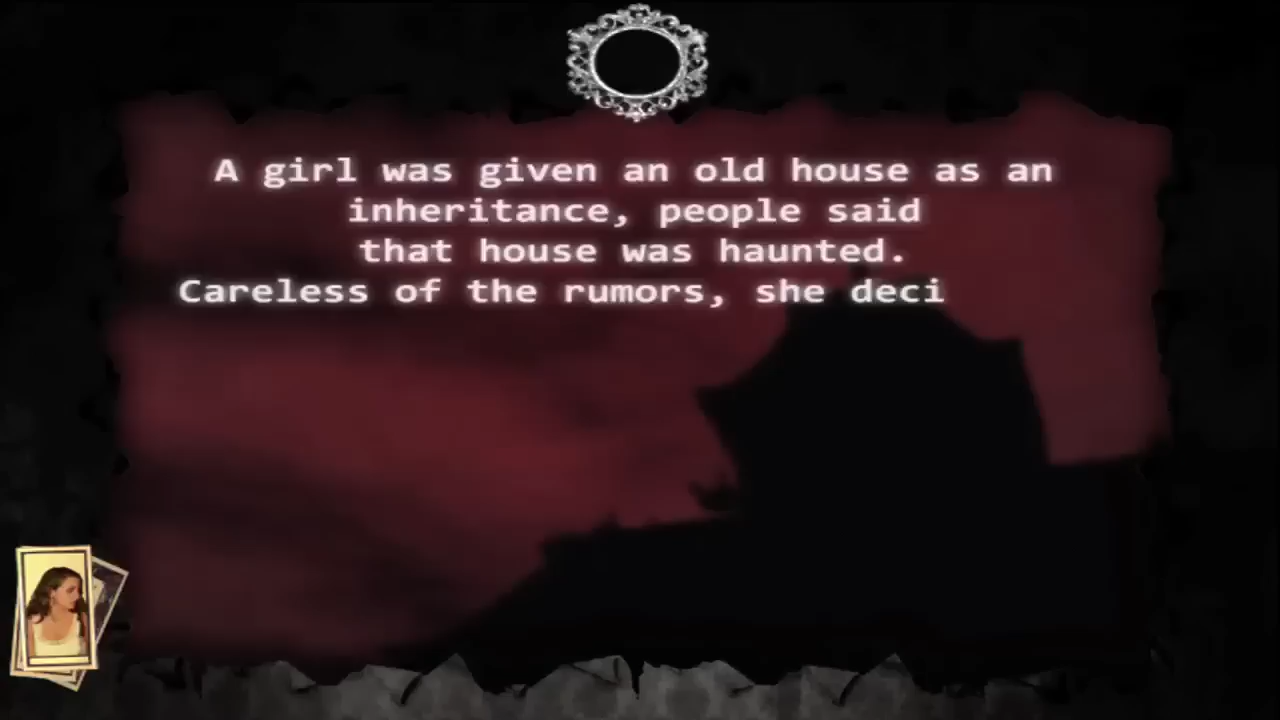 A girl was given an old house as an
inheritance, people said
that house was haunted.
Careless of the rumors, she deci